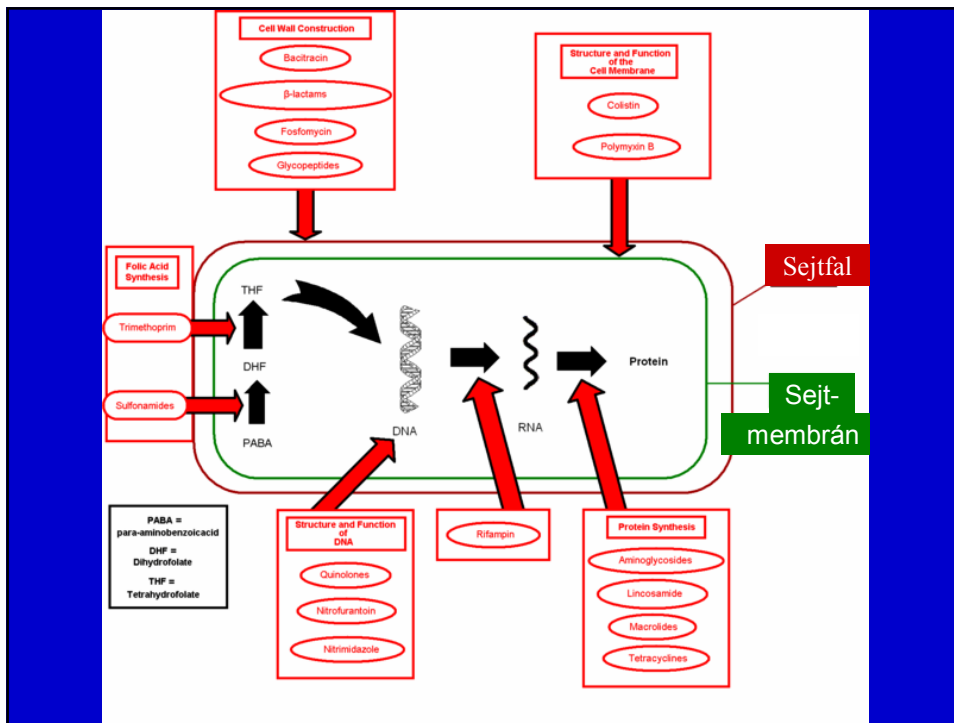 Cell Wall Construction
Bacitracin
β-lactams
Fosfomycin
Glycopeptides
Structure and Function
of the
Cell Membrane
Colistin
Polymyxin B
Folic Acid
Synthesis
Trimethoprim
Sulfonamides
THF
DHF
PABA
DNA
RNA
Protein
Sejtfal
Sejt-
membrán
PABA =
para-aminobenzoicacid
DHF =
Dihydrofolate
THF =
Tetrahydrofolate
Structure and Function
of
DNA
Quinolones
Nitrofurantoin
Nitrimidazole
Rifampin
Protein Synthesis
Aminoglycosides
Lincosamide
Macrolides
Tetracyclines